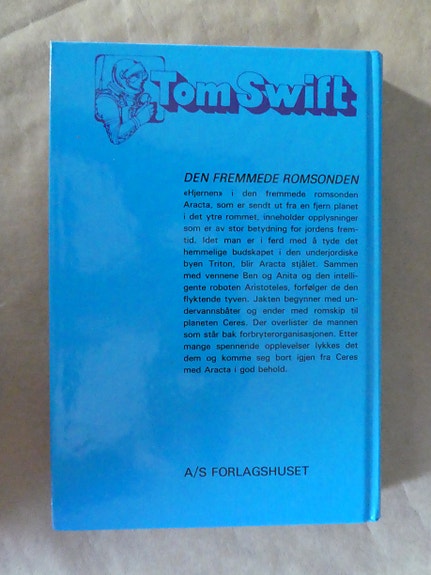 Tom Swift
DEN FREMMEDE ROMSONDEN
«Hjernen» i den fremmede romsonden
Aracta, som er sendt ut fra en fjern planet
i det ytre rommet, inneholder opplysninger
som er av stor betydning for jordens frem-
tid. Idet man er i ferd med å tyde det
hemmelige budskapet i den underjordiske
byen Triton, blir Aracta stjålet. Sammen
med vennene Ben og Anita og den intelli-
gente roboten Aristoteles, forfølger de den
flyktende tyven. Jakten begynner med un-
dervannsbåter og ender med romskip til
planeten Ceres. Der overlister de mannen
som står bak forbryterorganisasjonen. Etter
mange spennende opplevelser lykkes det
dem og komme seg bort igjen fra Ceres
med Aracta i god behold.
A/S FORLAGSHUSET